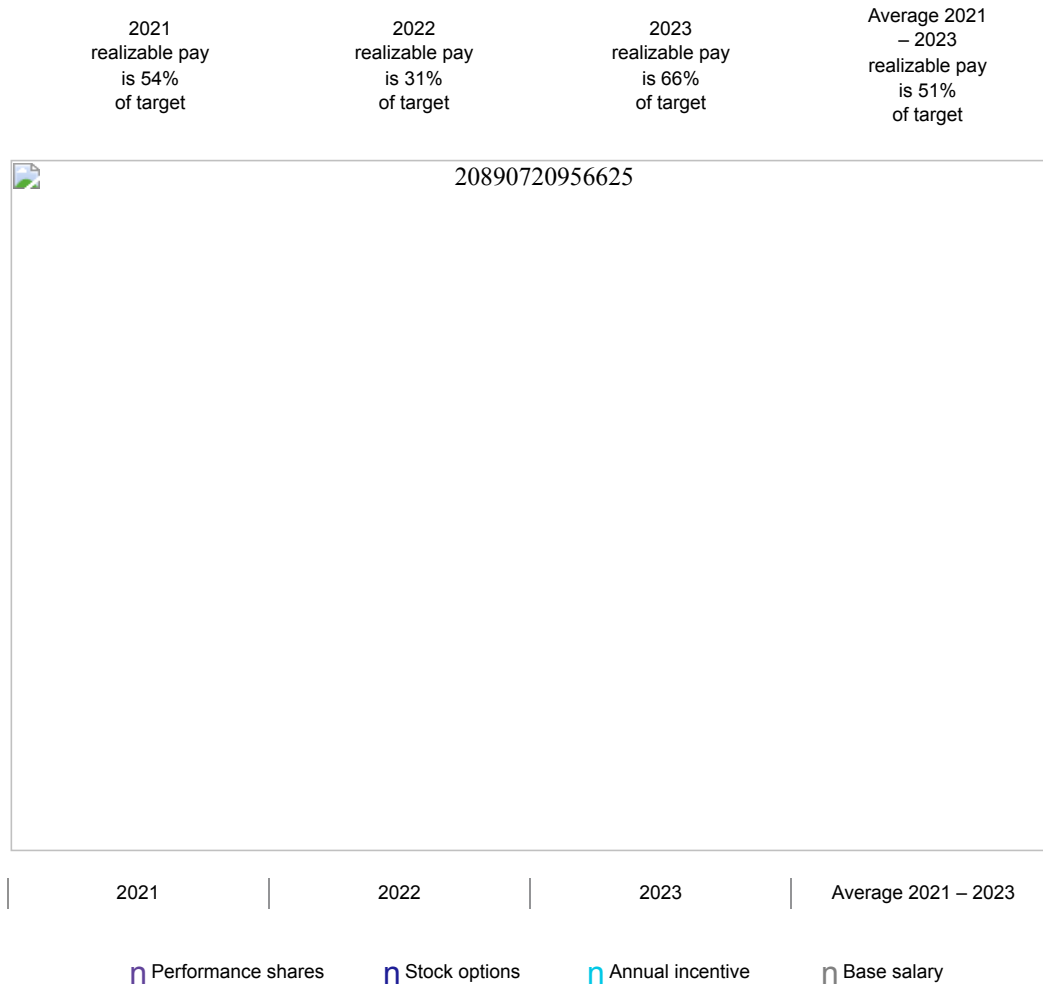 2021
realizable pay
is 54%
of target
2022
realizable pay
is 31%
of target
2023
realizable pay
is 66%
of target
Average 2021
– 2023
realizable pay
is 51%
of target
20890720956625
2021
2022
2023
Average 2021 – 2023
n Performance shares
n Stock options
n Annual incentive
n Base salary